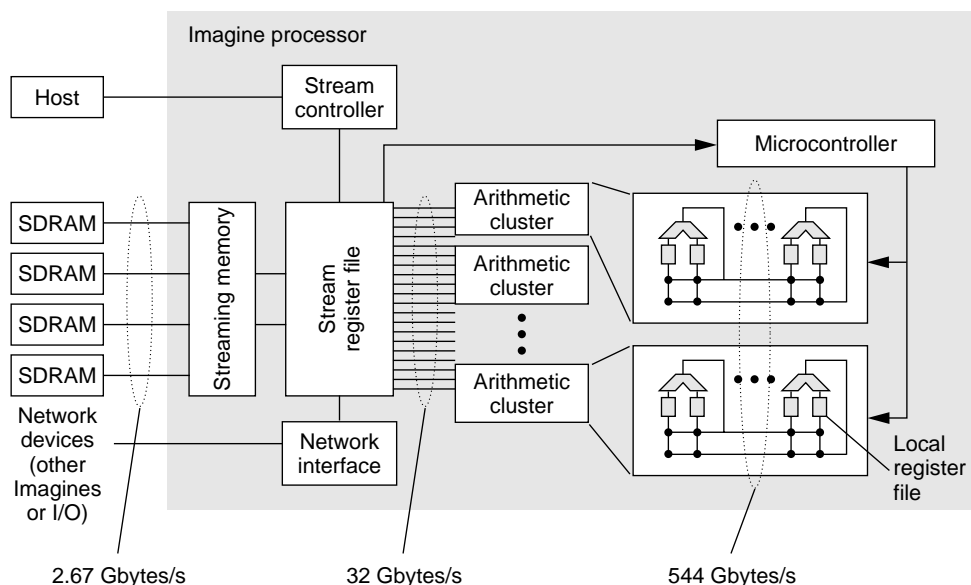 Imagine processor
Host
Stream
controller
Microcontroller
SDRAM
SDRAM
SDRAM
SDRAM
Streaming memory
Stream
register file
Arithmetic
cluster
Arithmetic
cluster
Arithmetic
cluster
Network
devices
(other
Imagines
or I/O)
Network
interface
Local
register
file
2.67 Gbytes/s
32 Gbytes/s
544 Gbytes/s